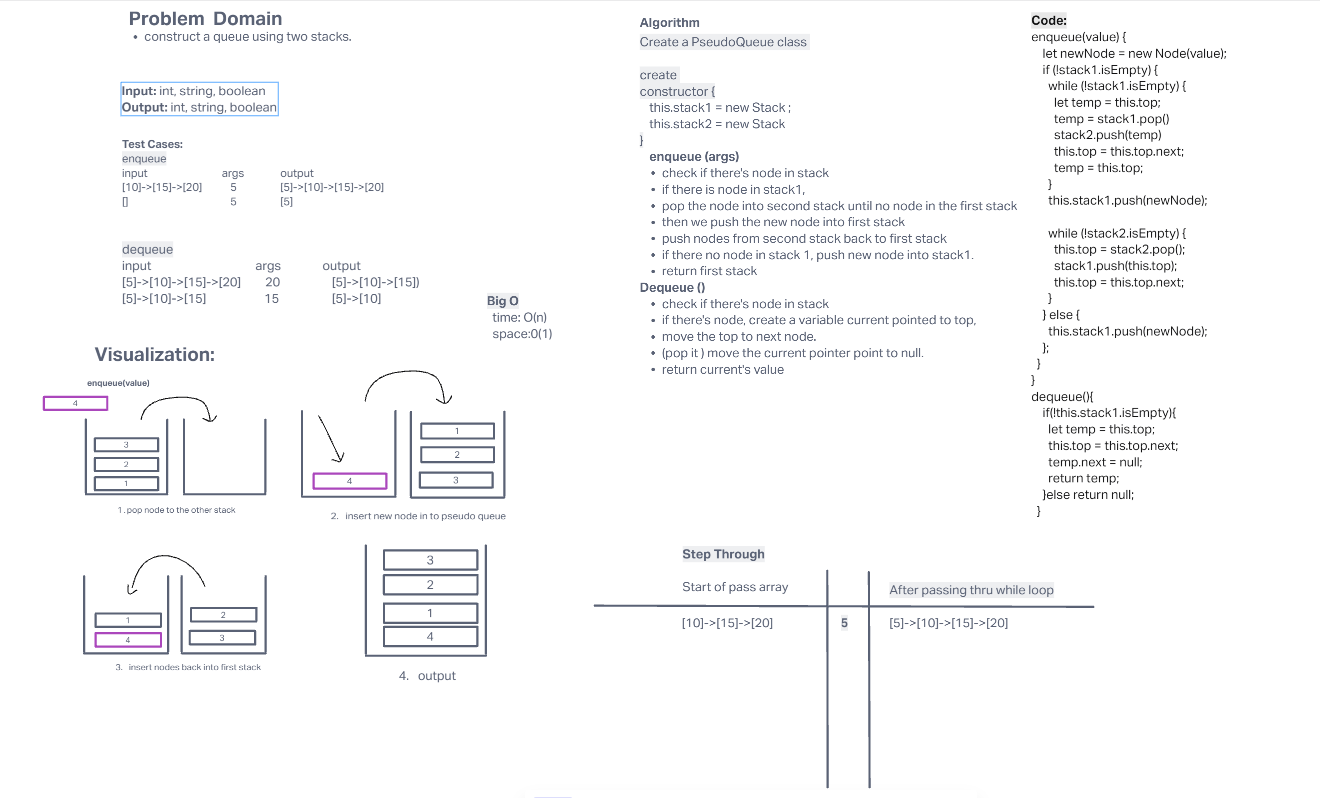 Problem Domain
• construct a queue using two stacks.
Input: int, string, boolean
Output: int, string, boolean
Test Cases:
enqueue
input args output
[10]->[15]->[20] 5 [5]->[10]->[15]->[20]
[] 5 [5]
dequeue
input args output
[5]->[10]->[15]->[20] 20 [5]->[10]->[15])
[5]->[10]->[15] 15 [5]->[10]
Big O
time: O(n)
space:0(1)
Visualization:
enqueue(value)
4
3
2
1
1. pop node to the other stack
4
1
2
3
2. insert new node in to pseudo queue
1
4
2
3
3. insert nodes back into first stack
3
2
1
4
4. output
Algorithm
Create a PseudoQueue class
create
constructor {
this.stack1 = new Stack ;
this.stack2 = new Stack
}
enqueue (args)
• check if there's node in stack
• if there is node in stack1,
• pop the node into second stack until no node in the first stack
• then we push the new node into first stack
• push nodes from second stack back to first stack
• if there no node in stack 1, push new node into stack1.
• return first stack
Dequeue ()
• check if there's node in stack
• if there's node, create a variable current pointed to top,
• move the top to next node.
• (pop it ) move the current pointer point to null.
• return current's value
Code:
enqueue(value) {
let newNode = new Node(value);
if (!stack1.isEmpty) {
while (!stack1.isEmpty) {
let temp = this.top;
temp = stack1.pop()
stack2.push(temp)
this.top = this.top.next;
temp = this.top;
}
this.stack1.push(newNode);
while (!stack2.isEmpty) {
this.top = stack2.pop();
stack1.push(this.top);
this.top = this.top.next;
}
} else {
this.stack1.push(newNode);
};
}
}
dequeue(){
if(!this.stack1.isEmpty){
let temp = this.top;
this.top = this.top.next;
temp.next = null;
return temp;
}else return null;
}
Step Through
Start of pass array After passing thru while loop
[10]->[15]->[20] 5 [5]->[10]->[15]->[20]